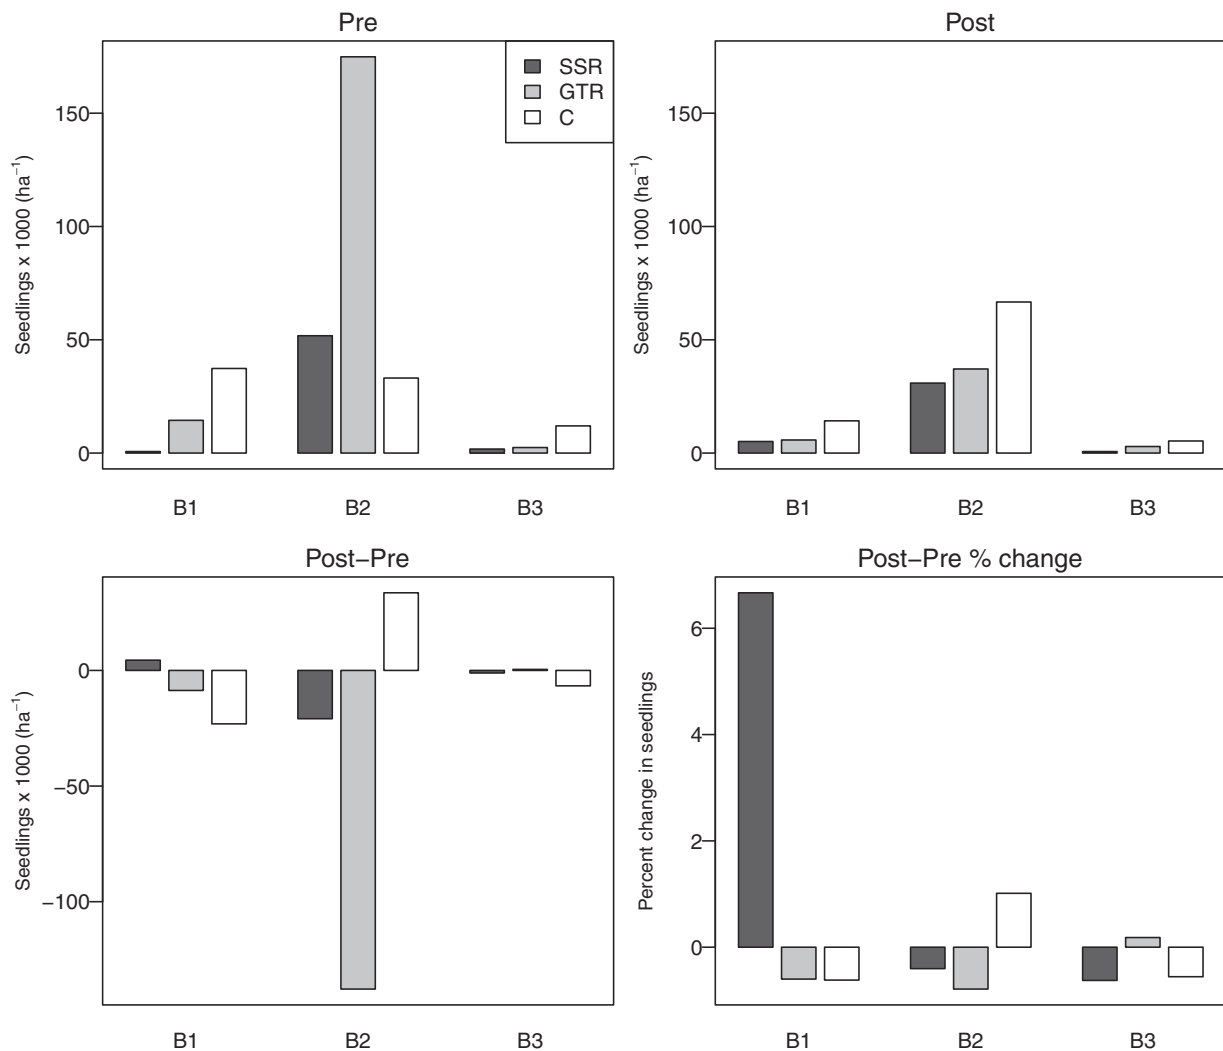 Pre
Seedlings x 1000 (ha⁻¹)
150
100
50
0
SSR
GTR
C
B1 B2 B3
Post
Seedlings x 1000 (ha⁻¹)
150
100
50
0
B1 B2 B3
Post−Pre
Seedlings x 1000 (ha⁻¹)
0
−50
−100
B1 B2 B3
Post−Pre % change
Percent change in seedlings
6
4
2
0
B1 B2 B3